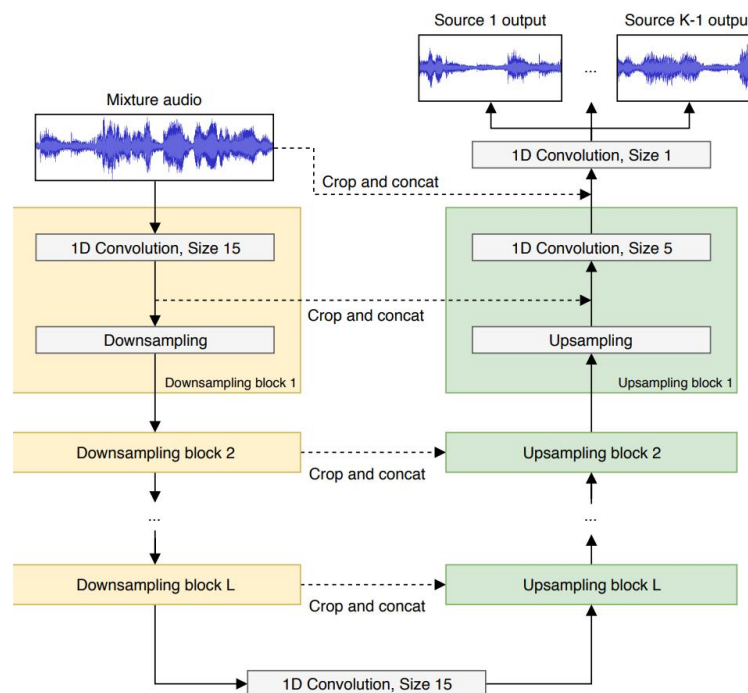 Source 1 output
Source K-1 output
...
Mixture audio
1D Convolution, Size 1
Crop and concat
1D Convolution, Size 15
1D Convolution, Size 5
Crop and concat
Downsampling
Upsampling
Downsampling block 1
Upsampling block 1
Downsampling block 2
Upsampling block 2
Crop and concat
...
...
Downsampling block L
Upsampling block L
Crop and concat
1D Convolution, Size 15